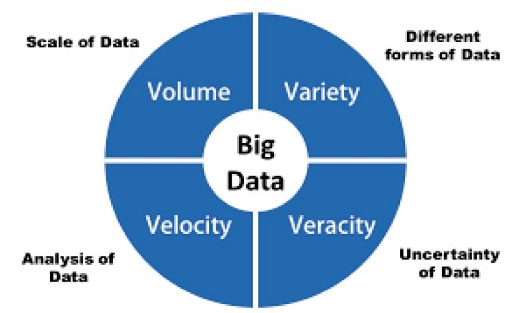 Scale of Data
Different
forms of Data
Volume
Variety
Big
Data
Velocity
Veracity
Analysis of
Data
Uncertainty
of Data